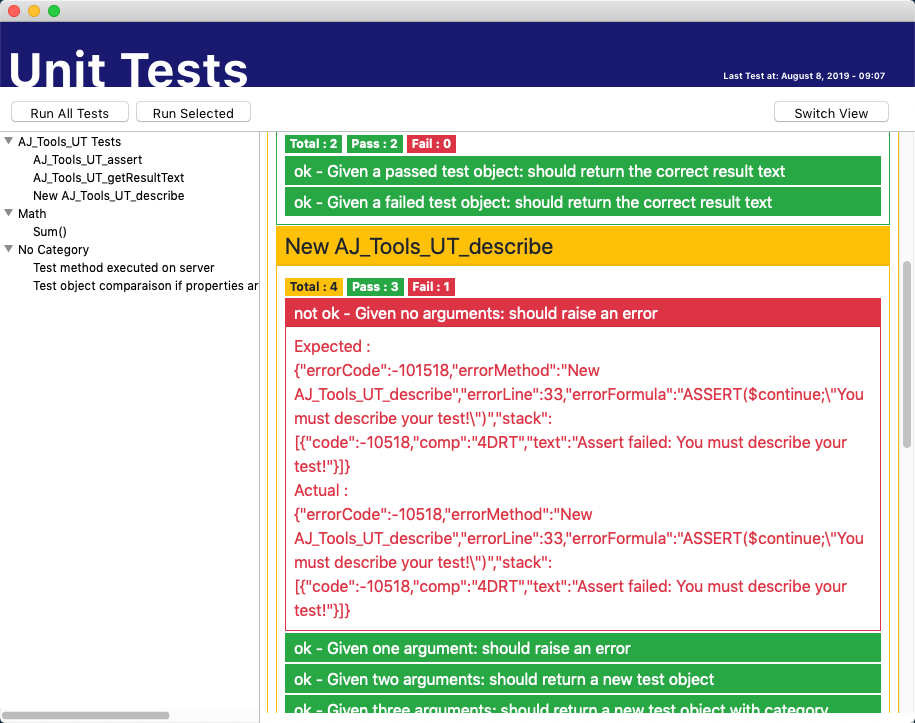 Unit Tests
Last Test at: August 8, 2019 - 09:07
Run All Tests
Run Selected
Switch View
AJ_Tools_UT Tests
AJ_Tools_UT_assert
AJ_Tools_UT_getResultText
New AJ_Tools_UT_describe
Math
Sum()
No Category
Test method executed on server
Test object comparaison if properties ar
Total : 2 Pass : 2 Fail : 0
ok - Given a passed test object: should return the correct result text
ok - Given a failed test object: should return the correct result text
New AJ_Tools_UT_describe
Total : 4 Pass : 3 Fail : 1
not ok - Given no arguments: should raise an error
Expected :
{"errorCode":-101518,"errorMethod":"New
AJ_Tools_UT_describe","errorLine":33,"errorFormula":"ASSERT($continue;\"You
must describe your test!\")","stack":
[{"code":-10518,"comp":"4DRT","text":"Assert failed: You must describe your
test!"}]}
Actual :
{"errorCode":-10518,"errorMethod":"New
AJ_Tools_UT_describe","errorLine":33,"errorFormula":"ASSERT($continue;\"You
must describe your test!\")","stack":
[{"code":-10518,"comp":"4DRT","text":"Assert failed: You must describe your
test!"}]}
ok - Given one argument: should raise an error
ok - Given two arguments: should return a new test object
ok - Given three arguments: should return a new test object with category